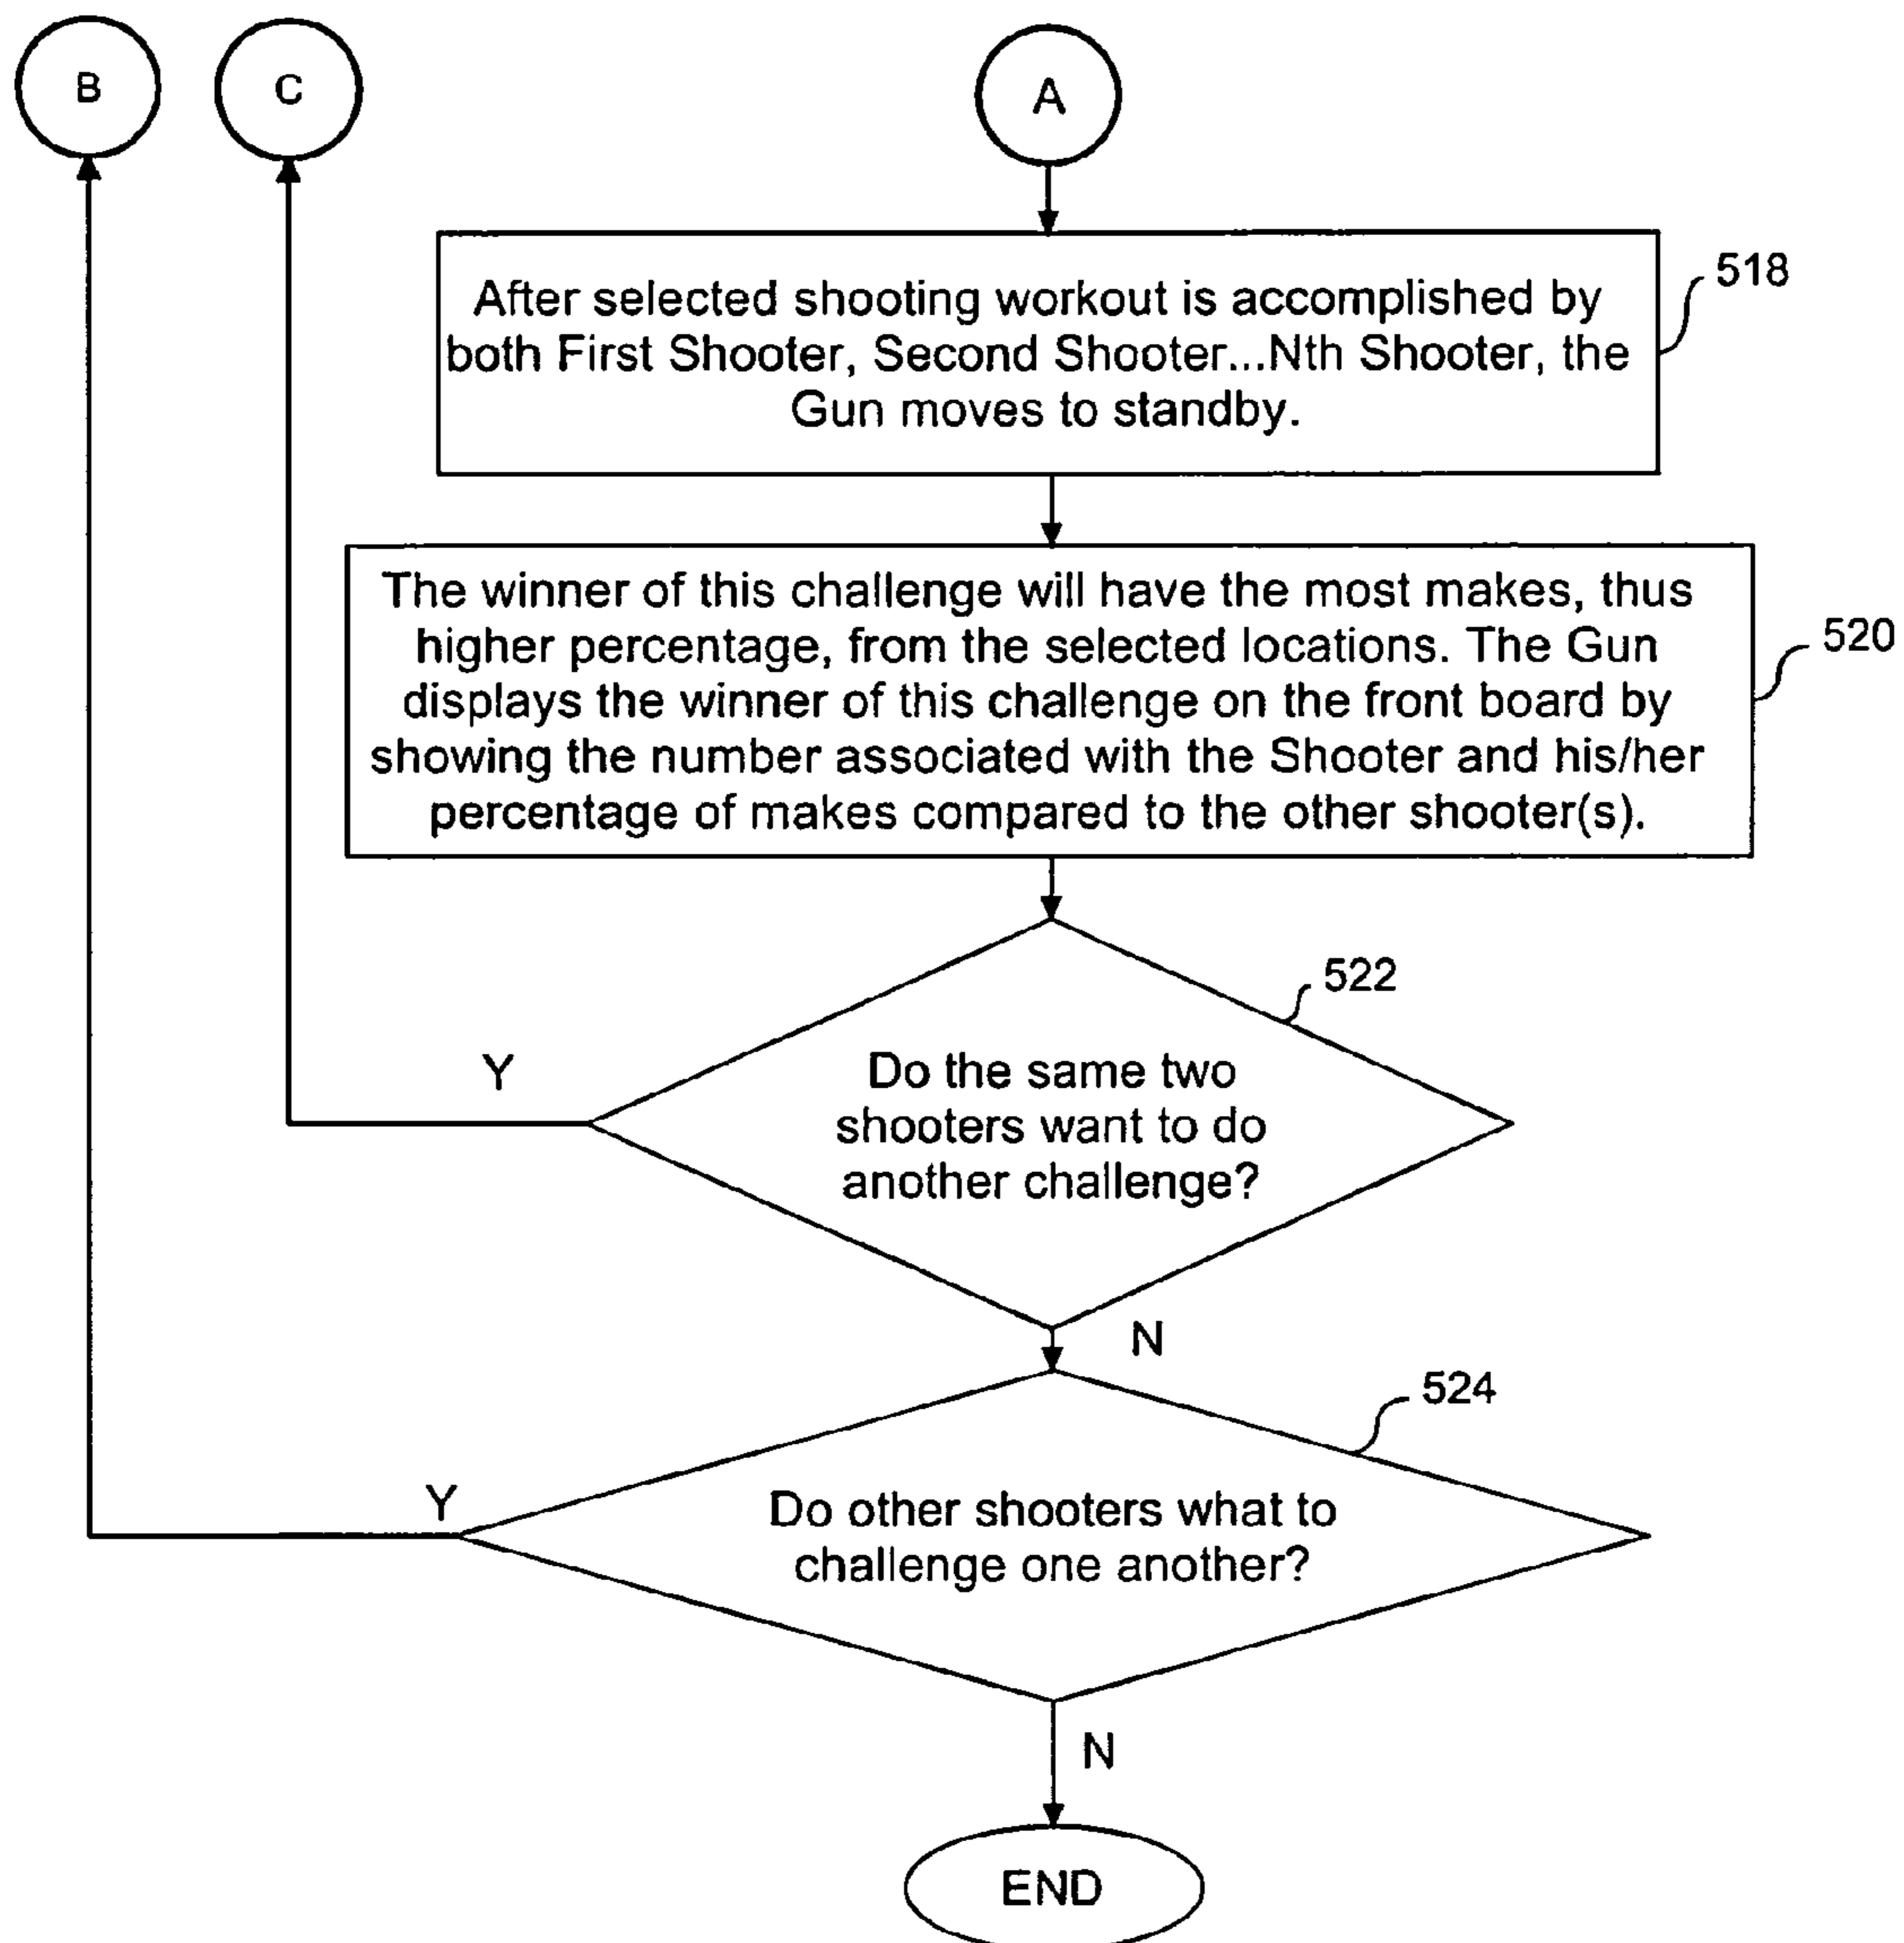 B
C
A
After selected shooting workout is accomplished by
both First Shooter, Second Shooter...Nth Shooter, the
Gun moves to standby.
518
The winner of this challenge will have the most makes, thus
higher percentage, from the selected locations. The Gun
displays the winner of this challenge on the front board by
showing the number associated with the Shooter and his/her
percentage of makes compared to the other shooter(s).
520
522
Do the same two
shooters want to do
another challenge?
Y
N
524
Do other shooters what to
challenge one another?
Y
N
END